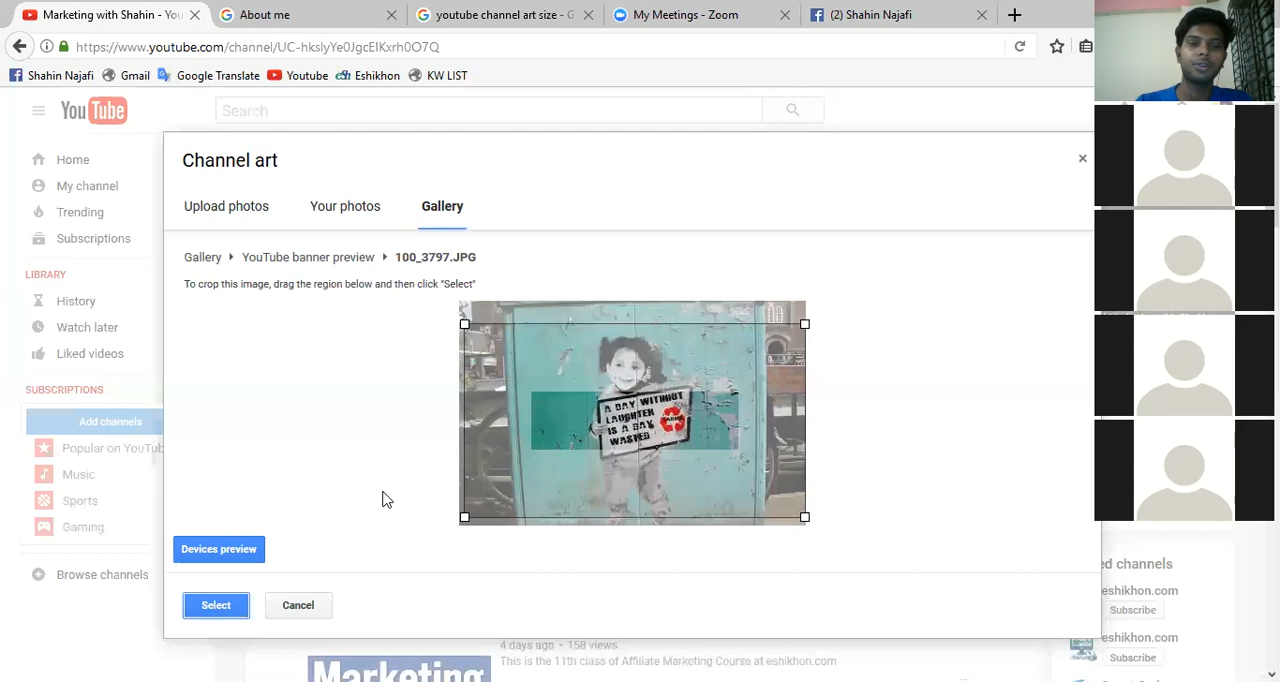 Marketing with Shahin - You
About me
youtube channel art size - G
My Meetings - Zoom
(2) Shahin Najafi
https://www.youtube.com/channel/UC-hkslyYe0JgcEIKxrh0O7Q
Shahin Najafi
Gmail
Google Translate
Youtube
Eshikhon
KW LIST
YouTube
Search
Home
My channel
Trending
Subscriptions
LIBRARY
History
Watch later
Liked videos
SUBSCRIPTIONS
Add channels
Popular on YouTub
Music
Sports
Gaming
Browse channels
Channel art
Upload photos
Your photos
Gallery
Gallery
YouTube banner preview
100_3797.JPG
To crop this image, drag the region below and then click "Select"
A DAY WITHOUT
LAUGHTER
IS A DAY
WASTED
Devices preview
Select
Cancel
4 days ago • 158 views
This is the 11th class of Affiliate Marketing Course at eshikhon.com
Marketing
ed channels
eshikhon.com
Subscribe
eshikhon.com
Subscribe